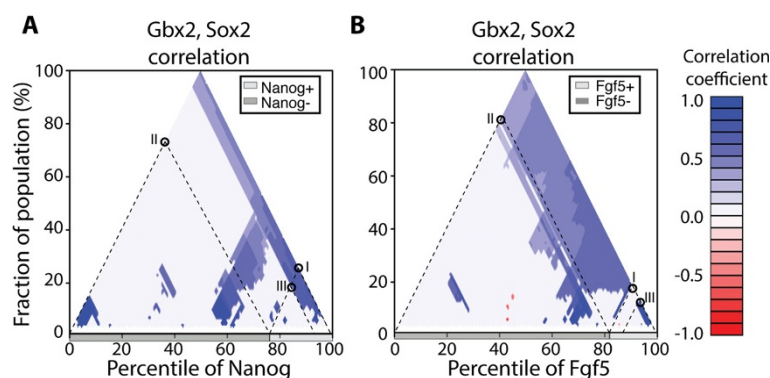 A
Gbx2, Sox2
correlation
Fraction of population (%)
100
80
60
40
20
0
Nanog+
Nanog-
II
I
III
0
20
40
60
80
100
Percentile of Nanog
B
Gbx2, Sox2
correlation
100
80
60
40
20
0
Fgf5+
Fgf5-
II
I
III
0
20
40
60
80
100
Percentile of Fgf5
Correlation
coefficient
1.0
0.5
0.0
-0.5
-1.0